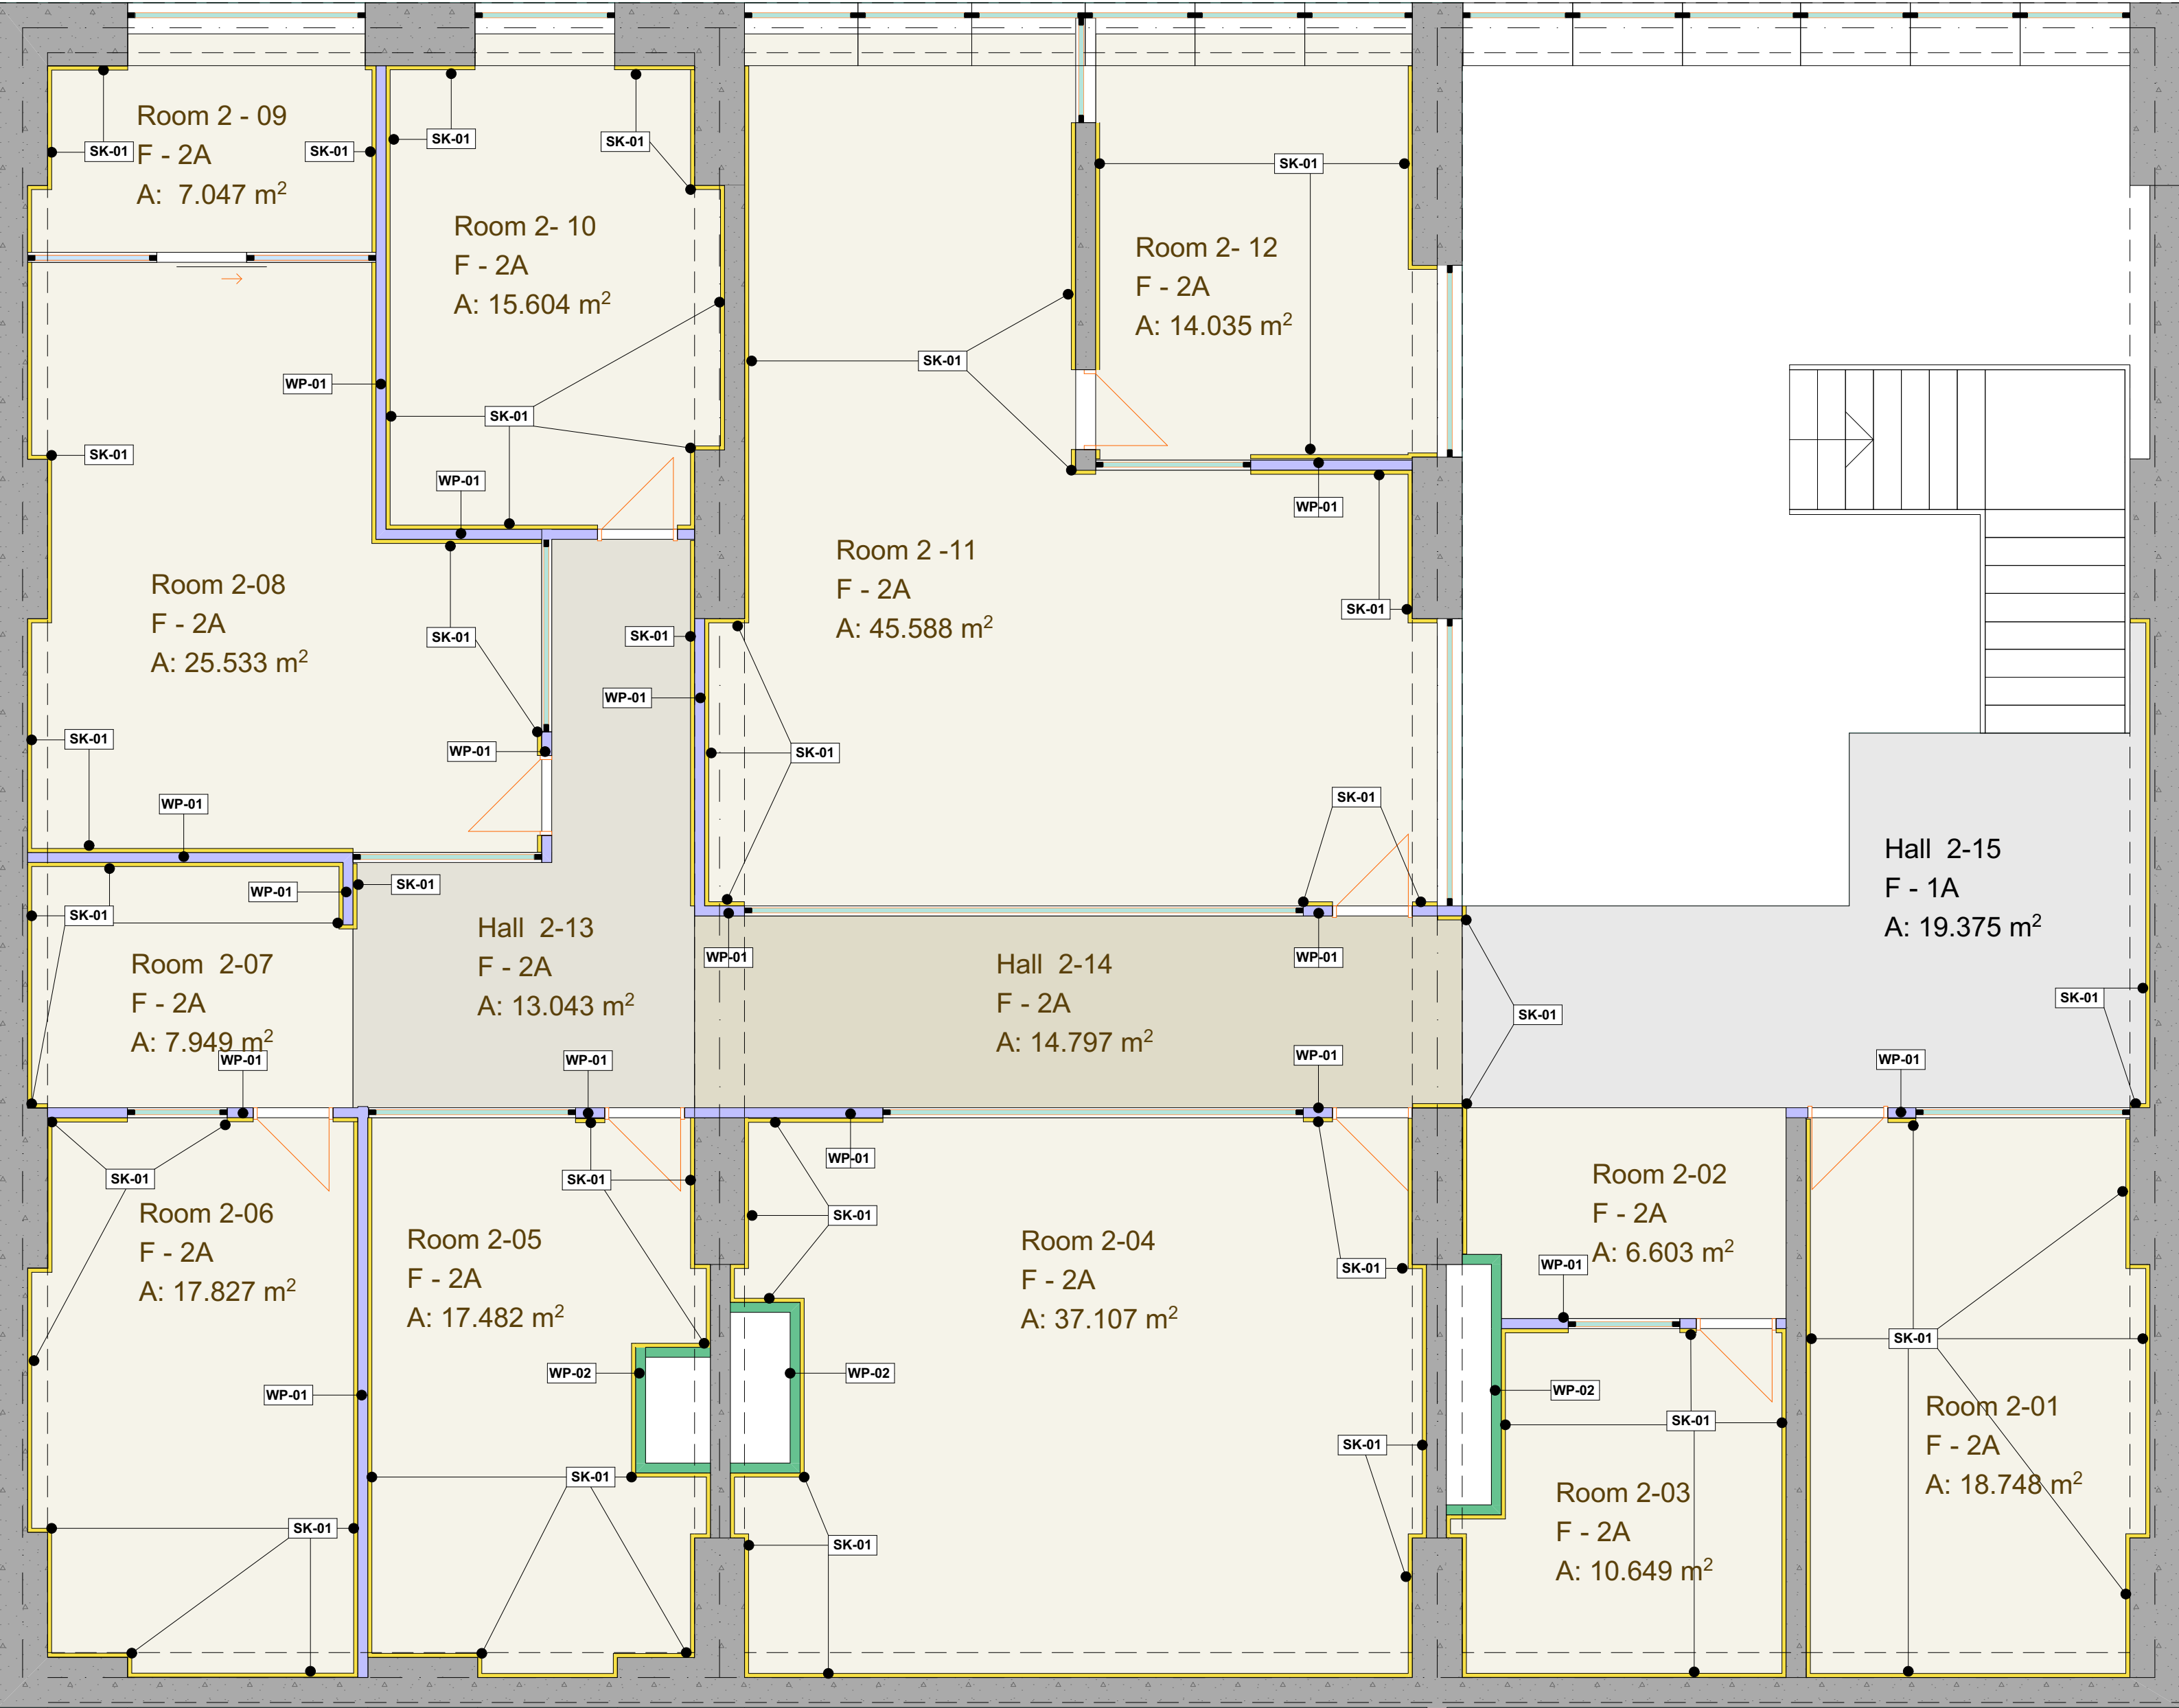 Room 2 - 09
F - 2A
A: 7.047 m²
SK-01
SK-01
SK-01
SK-01
Room 2- 10
F - 2A
A: 15.604 m²
SK-01
Room 2- 12
F - 2A
A: 14.035 m²
WP-01
SK-01
SK-01
SK-01
WP-01
WP-01
Room 2 -11
F - 2A
A: 45.588 m²
Room 2-08
F - 2A
A: 25.533 m²
SK-01
SK-01
SK-01
WP-01
SK-01
WP-01
SK-01
SK-01
WP-01
SK-01
Hall 2-15
F - 1A
A: 19.375 m²
WP-01
SK-01
SK-01
Hall 2-13
F - 2A
A: 13.043 m²
WP-01
WP-01
Room 2-07
F - 2A
A: 7.949 m²
Hall 2-14
F - 2A
A: 14.797 m²
SK-01
SK-01
WP-01
WP-01
WP-01
WP-01
WP-01
SK-01
SK-01
Room 2-02
F - 2A
A: 6.603 m²
Room 2-06
F - 2A
A: 17.827 m²
SK-01
Room 2-05
F - 2A
A: 17.482 m²
Room 2-04
F - 2A
A: 37.107 m²
SK-01
WP-01
SK-01
WP-02
WP-02
WP-01
WP-02
Room 2-01
F - 2A
A: 18.748 m²
SK-01
SK-01
SK-01
Room 2-03
F - 2A
A: 10.649 m²
SK-01
SK-01